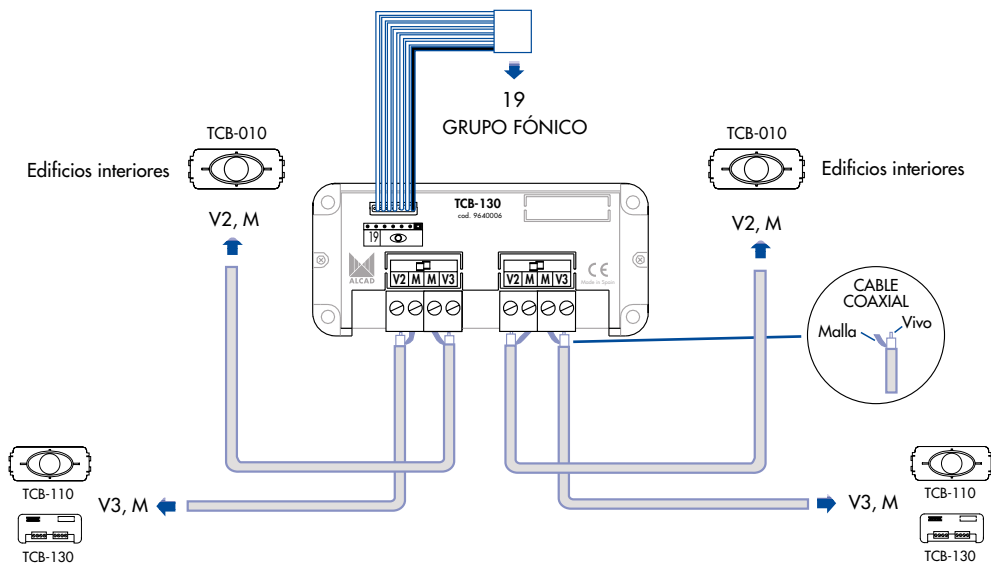 19
GRUPO FÓNICO
TCB-010
Edificios interiores
V2, M
TCB-010
Edificios interiores
V2, M
TCB-130
cod. 9640006
19
ALCAD
V2 M M V3
V2 M M V3
CE
Made in Spain
CABLE
COAXIAL
Malla
Vivo
TCB-110
V3, M
TCB-130
V3, M
TCB-110
TCB-130